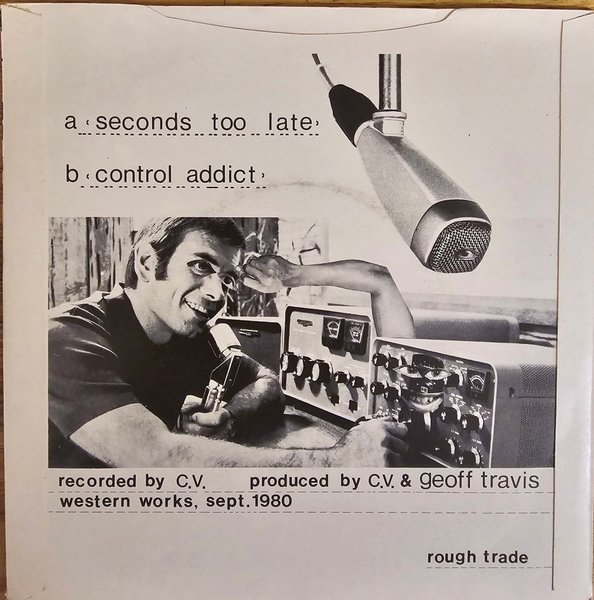 a ‹ seconds too late ›
b ‹ control addict ›
recorded by C.V. produced by C.V. & geoff travis
western works, sept.1980
rough trade